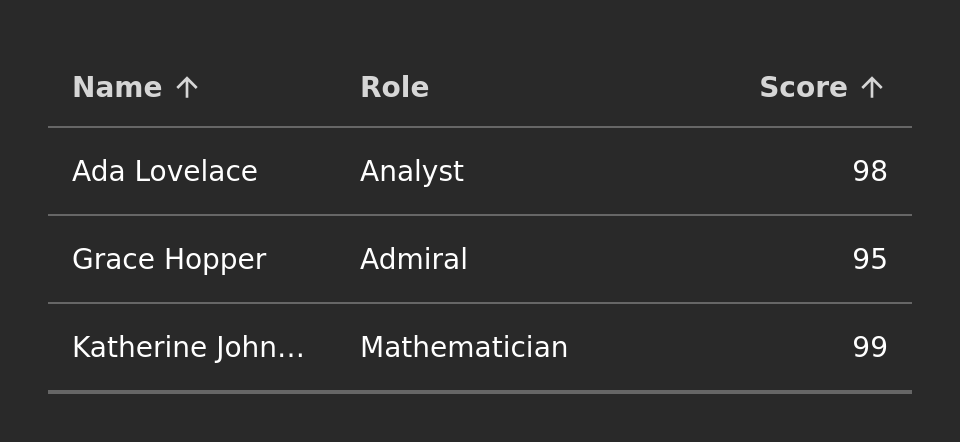 Name ↑ Role Score ↑
Ada Lovelace Analyst 98
Grace Hopper Admiral 95
Katherine John... Mathematician 99